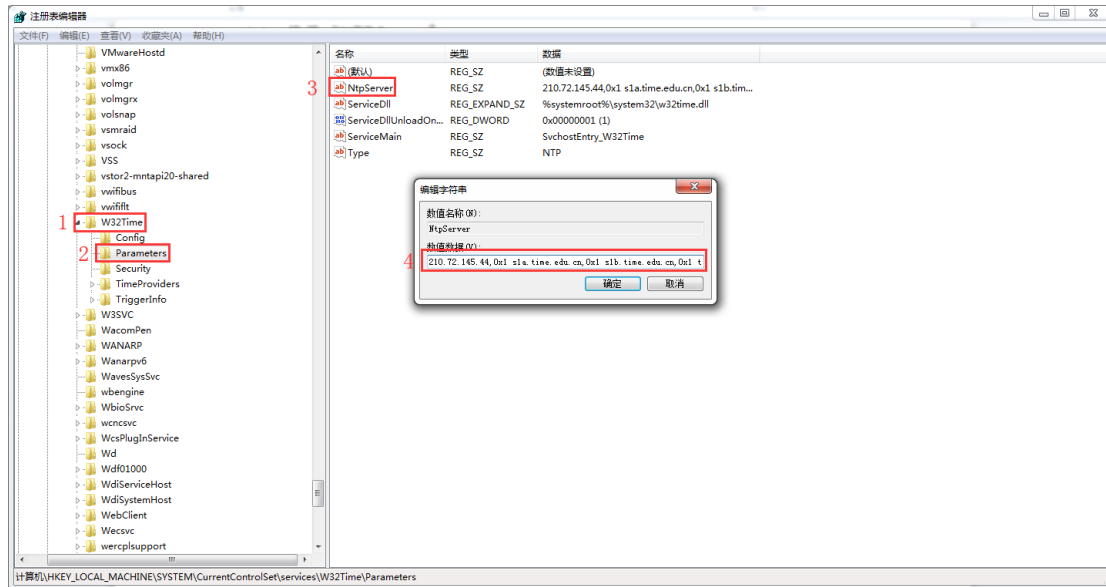 注册表编辑器
文件(F) 编辑(E) 查看(V) 收藏夹(A) 帮助(H)
VMwareHostd
vmx86
volmgr
volmgrx
volsnap
vsmraid
vsock
VSS
vstor2-mntapi20-shared
vwifibus
vwififlt
1
W32Time
Config
2
Parameters
Security
TimeProviders
TriggerInfo
W3SVC
WacomPen
WANARP
Wanarpv6
WavesSysSvc
wbengine
WbioSrvc
wcncsvc
WcsPlugInService
Wd
Wdf01000
WdiServiceHost
WdiSystemHost
WebClient
Wecsvc
wercplsupport
名称 类型 数据
(默认) REG_SZ (数值未设置)
3 NtpServer REG_SZ 210.72.145.44,0x1 s1a.time.edu.cn,0x1 s1b.tim...
ServiceDll REG_EXPAND_SZ %systemroot%\system32\w32time.dll
ServiceDllUnloadOn... REG_DWORD 0x00000001 (1)
ServiceMain REG_SZ SvchostEntry_W32Time
Type REG_SZ NTP
编辑字符串
数值名称(N):
NtpServer
数值数据(V):
4 210.72.145.44,0x1 s1a.time.edu.cn,0x1 s1b.time.edu.cn,0x1 t
确定 取消
计算机\HKEY_LOCAL_MACHINE\SYSTEM\CurrentControlSet\services\W32Time\Parameters